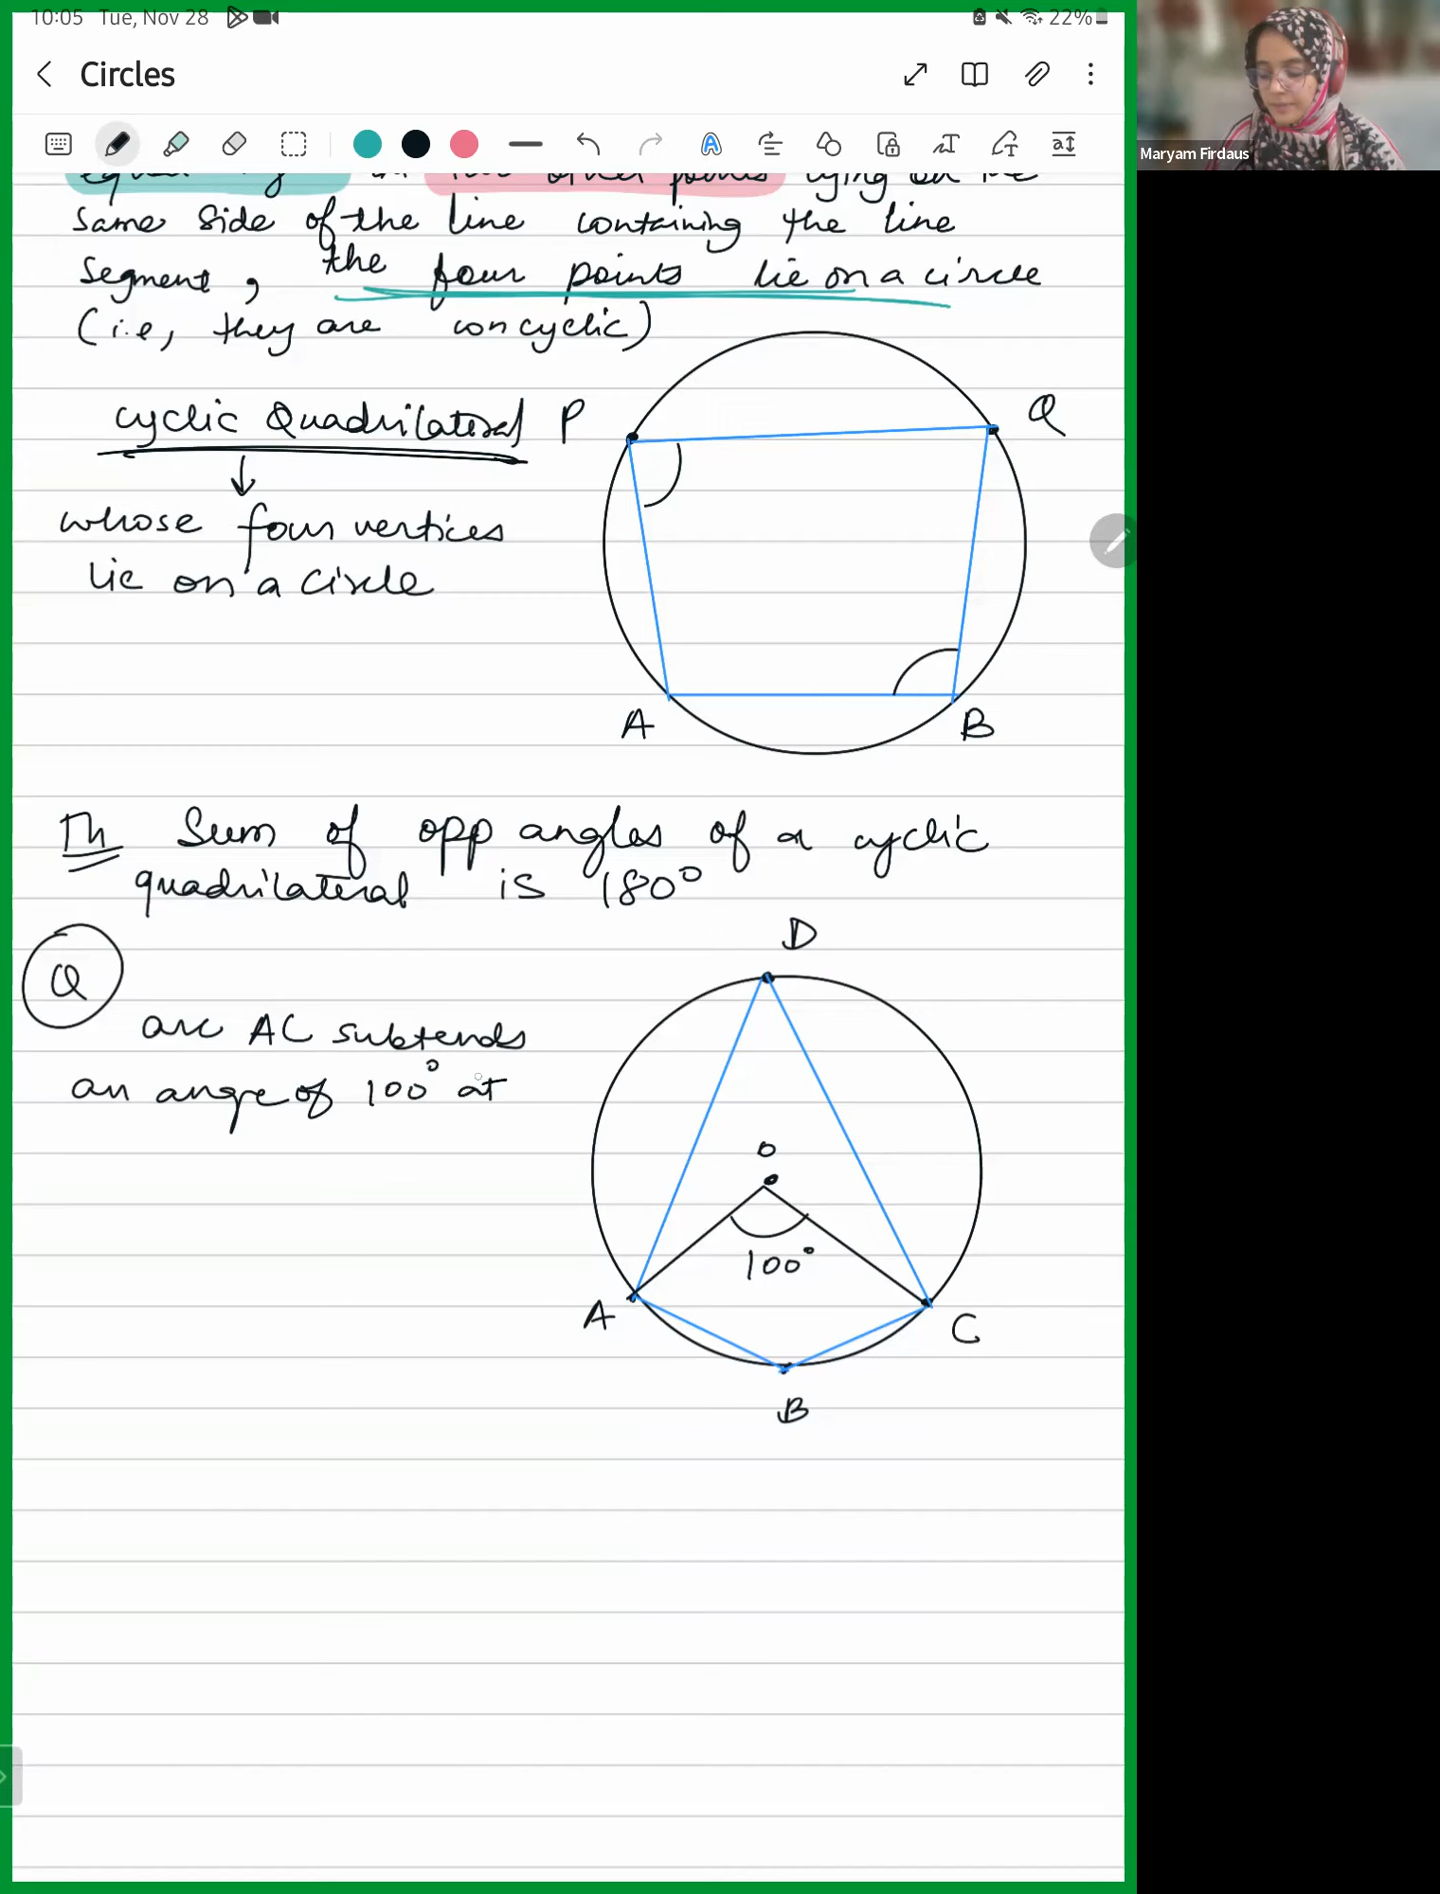 10:05 Tue, Nov 28
22%
Circles
Maryam Firdaus
same side of the line containing the line
segment, the four points lie on a circle
(i.e, they are concyclic)
cyclic Quadrilateral
P
Q
whose four vertices
lie on a circle
A
B
Th Sum of opp angles of a cyclic
quadrilateral is 180°
D
Q
arc AC subtends
an ange of 100° at
O
100°
A
C
B